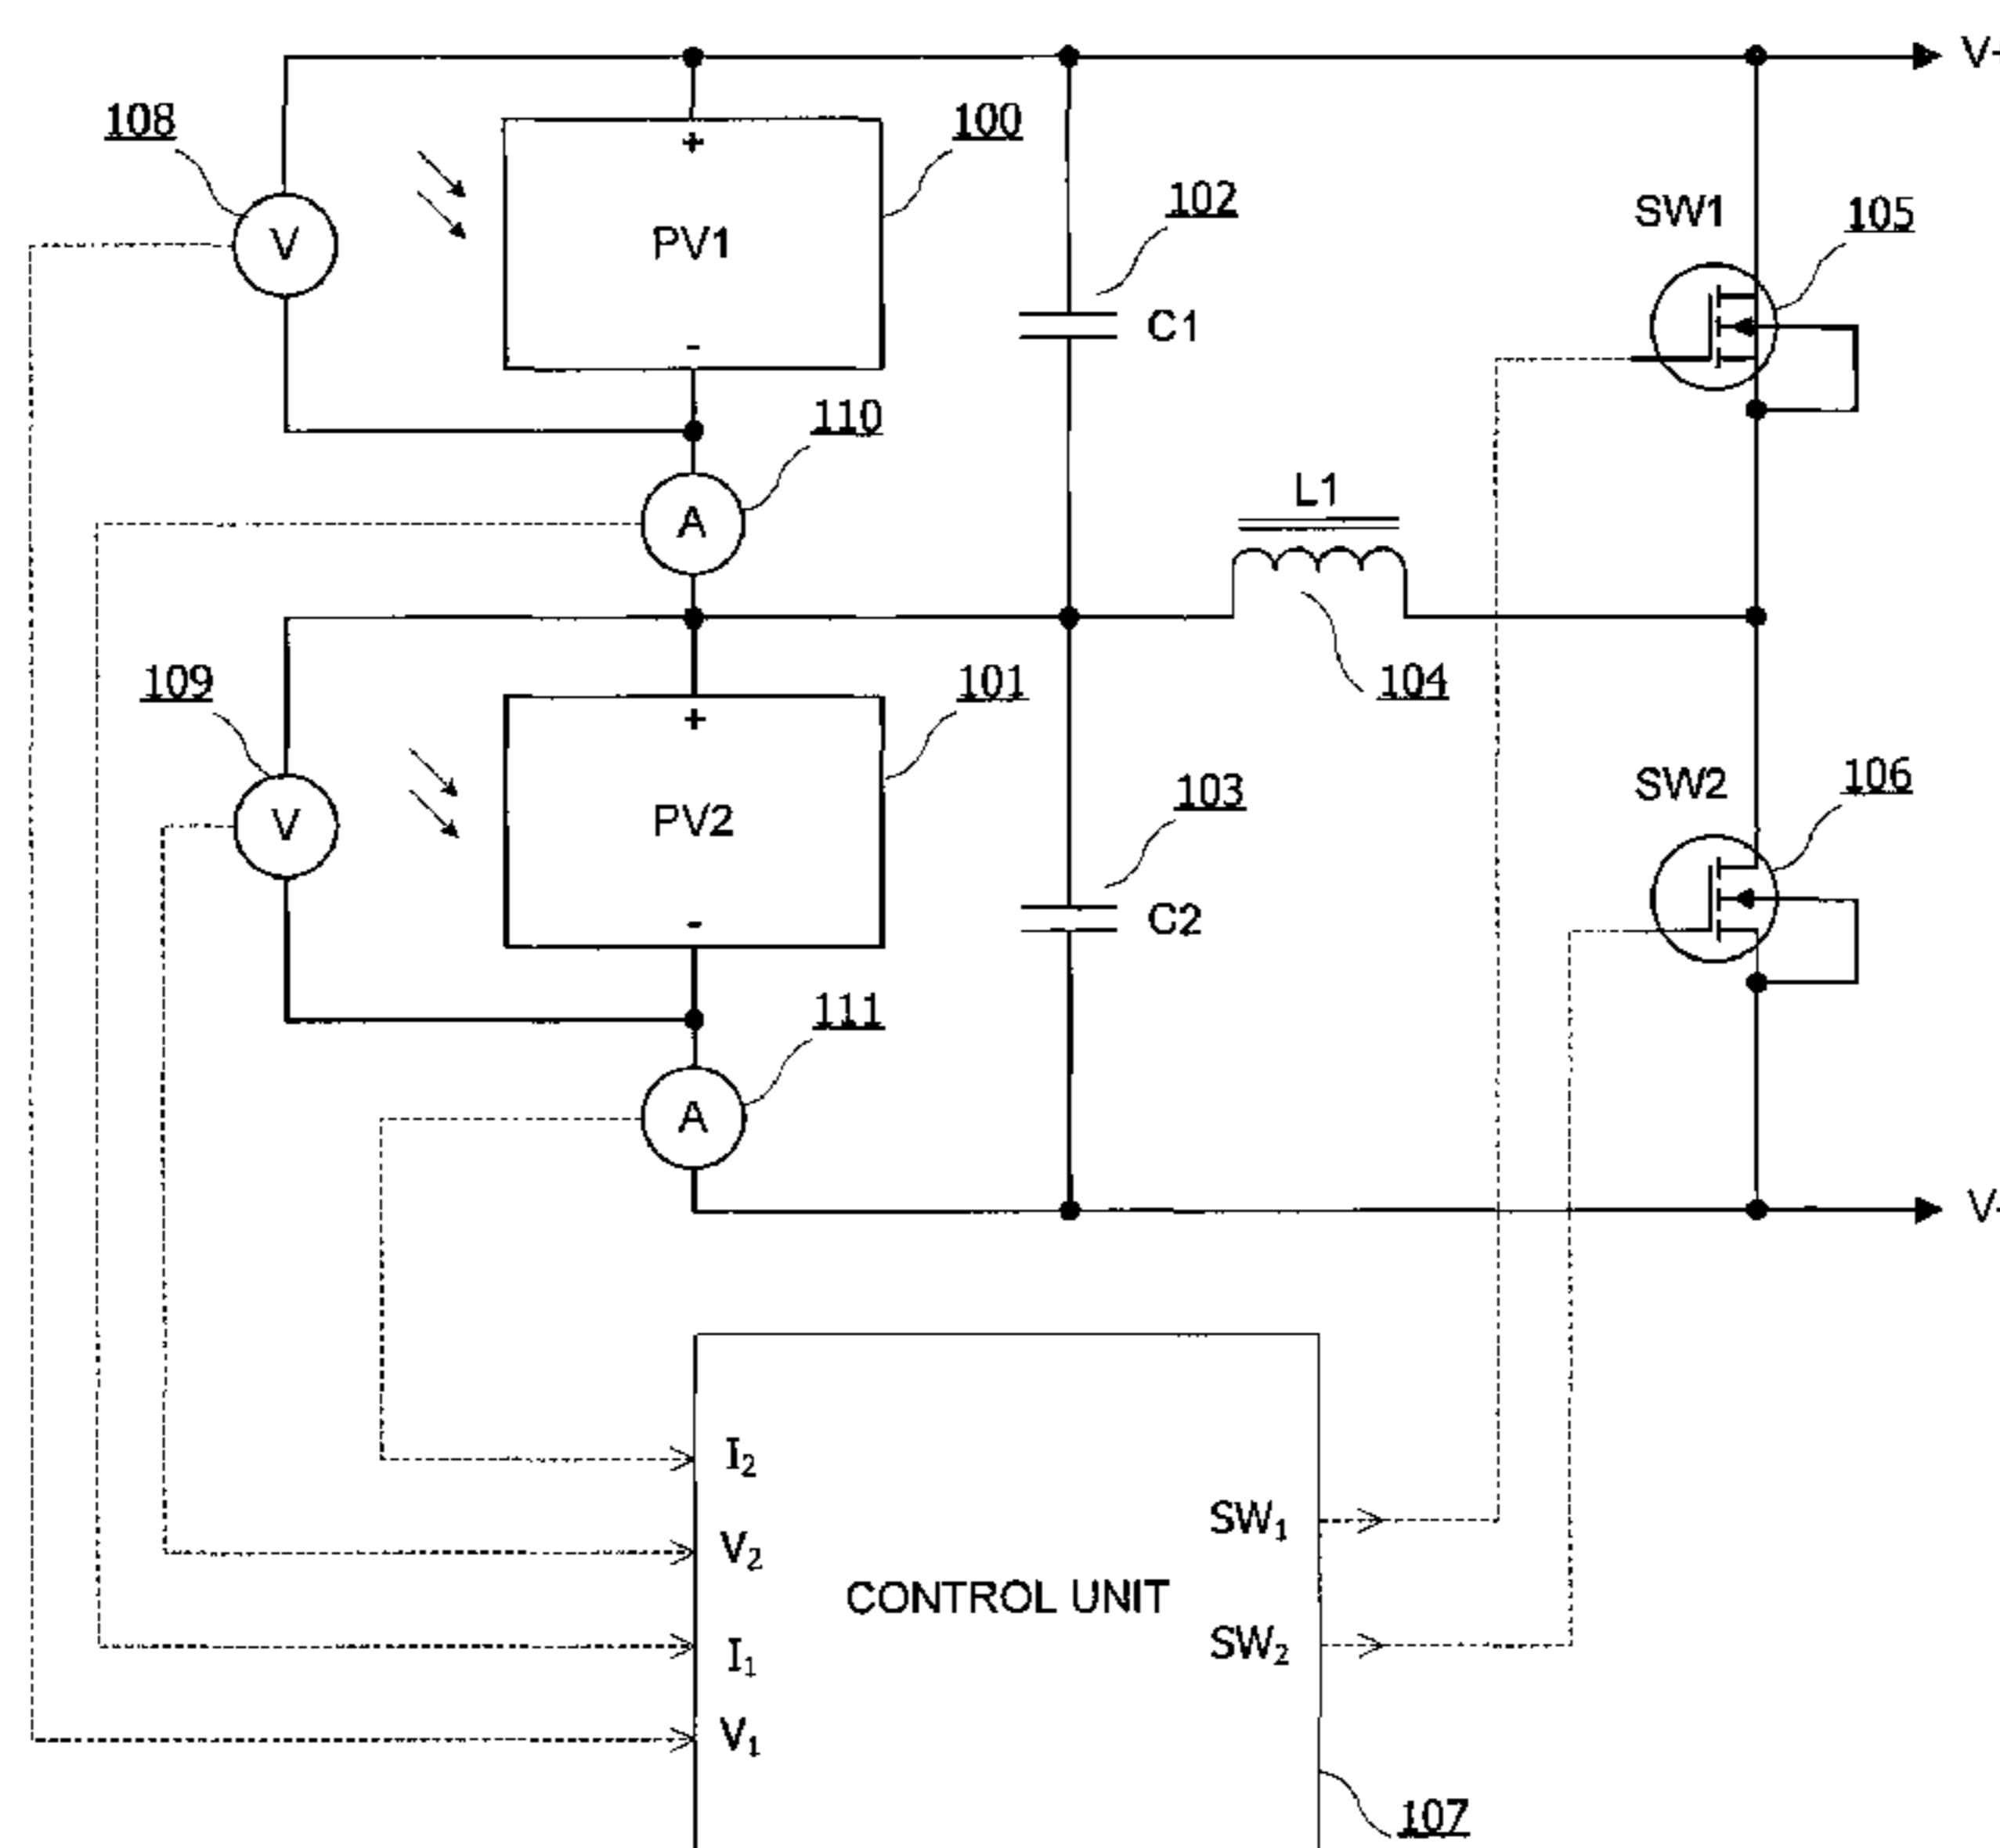 V-
108
+
100
102
SW1
105
V
PV1
C1
-
110
L1
A
109
+
101
104
SW2
106
V
PV2
103
C2
-
111
A
V-
I₂
V₂
SW₁
CONTROL UNIT
SW₂
I₁
V₁
107